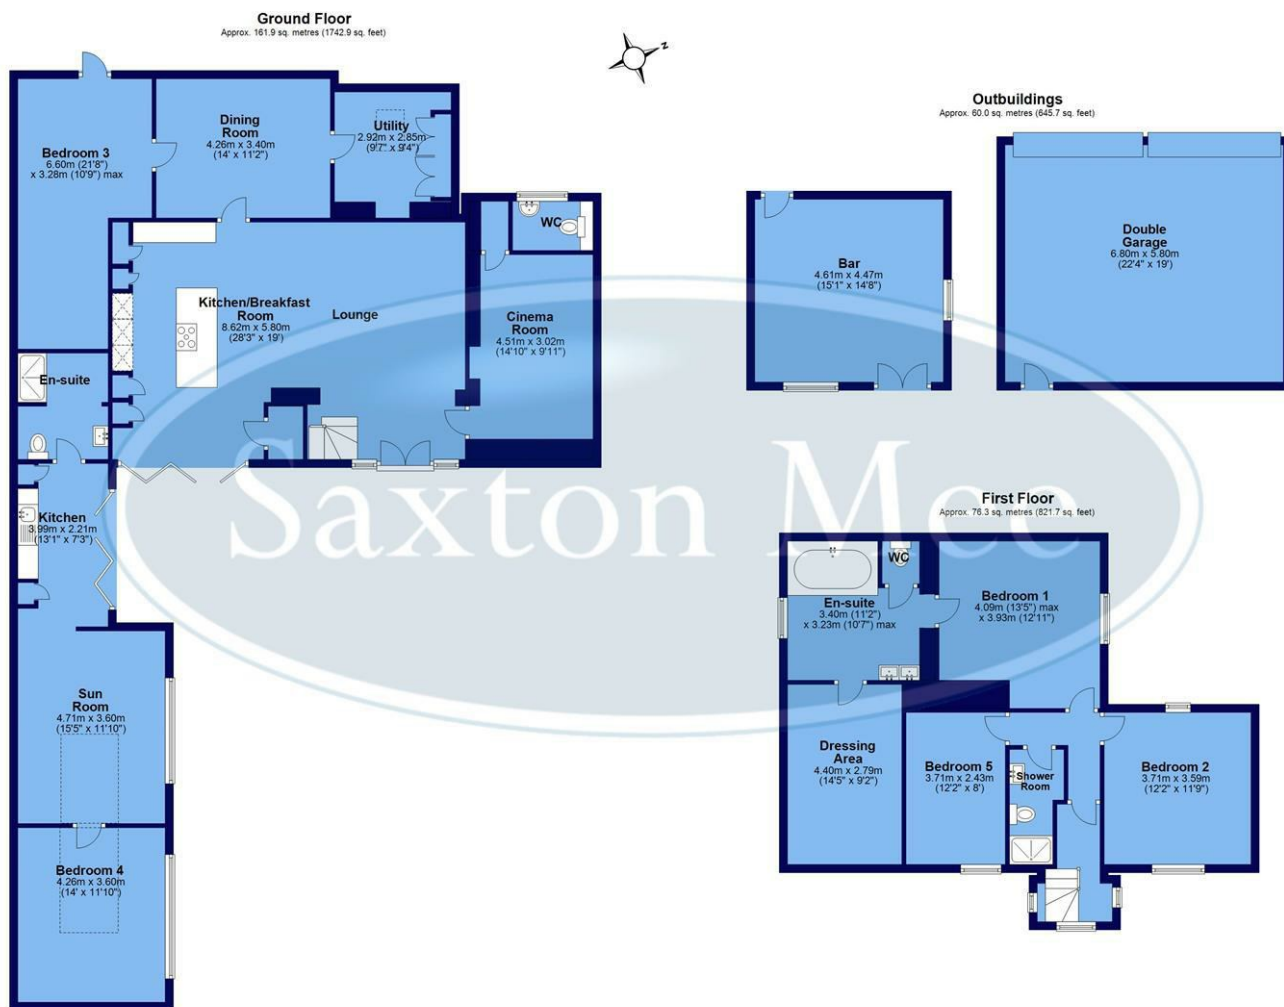 Ground Floor
Approx. 161.9 sq. metres (1742.9 sq. feet)
N
Outbuildings
Approx. 60.0 sq. metres (645.7 sq. feet)
Dining
Room
4.26m x 3.40m
(14' x 11'2")
Utility
2.92m x 2.85m
(9'7" x 9'4")
Bedroom 3
6.60m (21'8")
x 3.28m (10'9") max
WC
Bar
4.61m x 4.47m
(15'1" x 14'8")
Double
Garage
6.80m x 5.80m
(22'4" x 19')
Kitchen/Breakfast
Room
8.62m x 5.80m
(28'3" x 19')
Lounge
Cinema
Room
4.51m x 3.02m
(14'10" x 9'11")
En-suite
Saxton Mee
Kitchen
3.99m x 2.21m
(13'1" x 7'3")
First Floor
Approx. 76.3 sq. metres (821.7 sq. feet)
WC
En-suite
3.40m (11'2")
x 3.23m (10'7") max
Bedroom 1
4.09m (13'5") max
x 3.93m (12'11")
Sun
Room
4.71m x 3.60m
(15'5" x 11'10")
Dressing
Area
4.40m x 2.79m
(14'5" x 9'2")
Bedroom 5
3.71m x 2.43m
(12'2" x 8')
Shower
Room
Bedroom 2
3.71m x 3.59m
(12'2" x 11'9")
Bedroom 4
4.26m x 3.60m
(14' x 11'10")